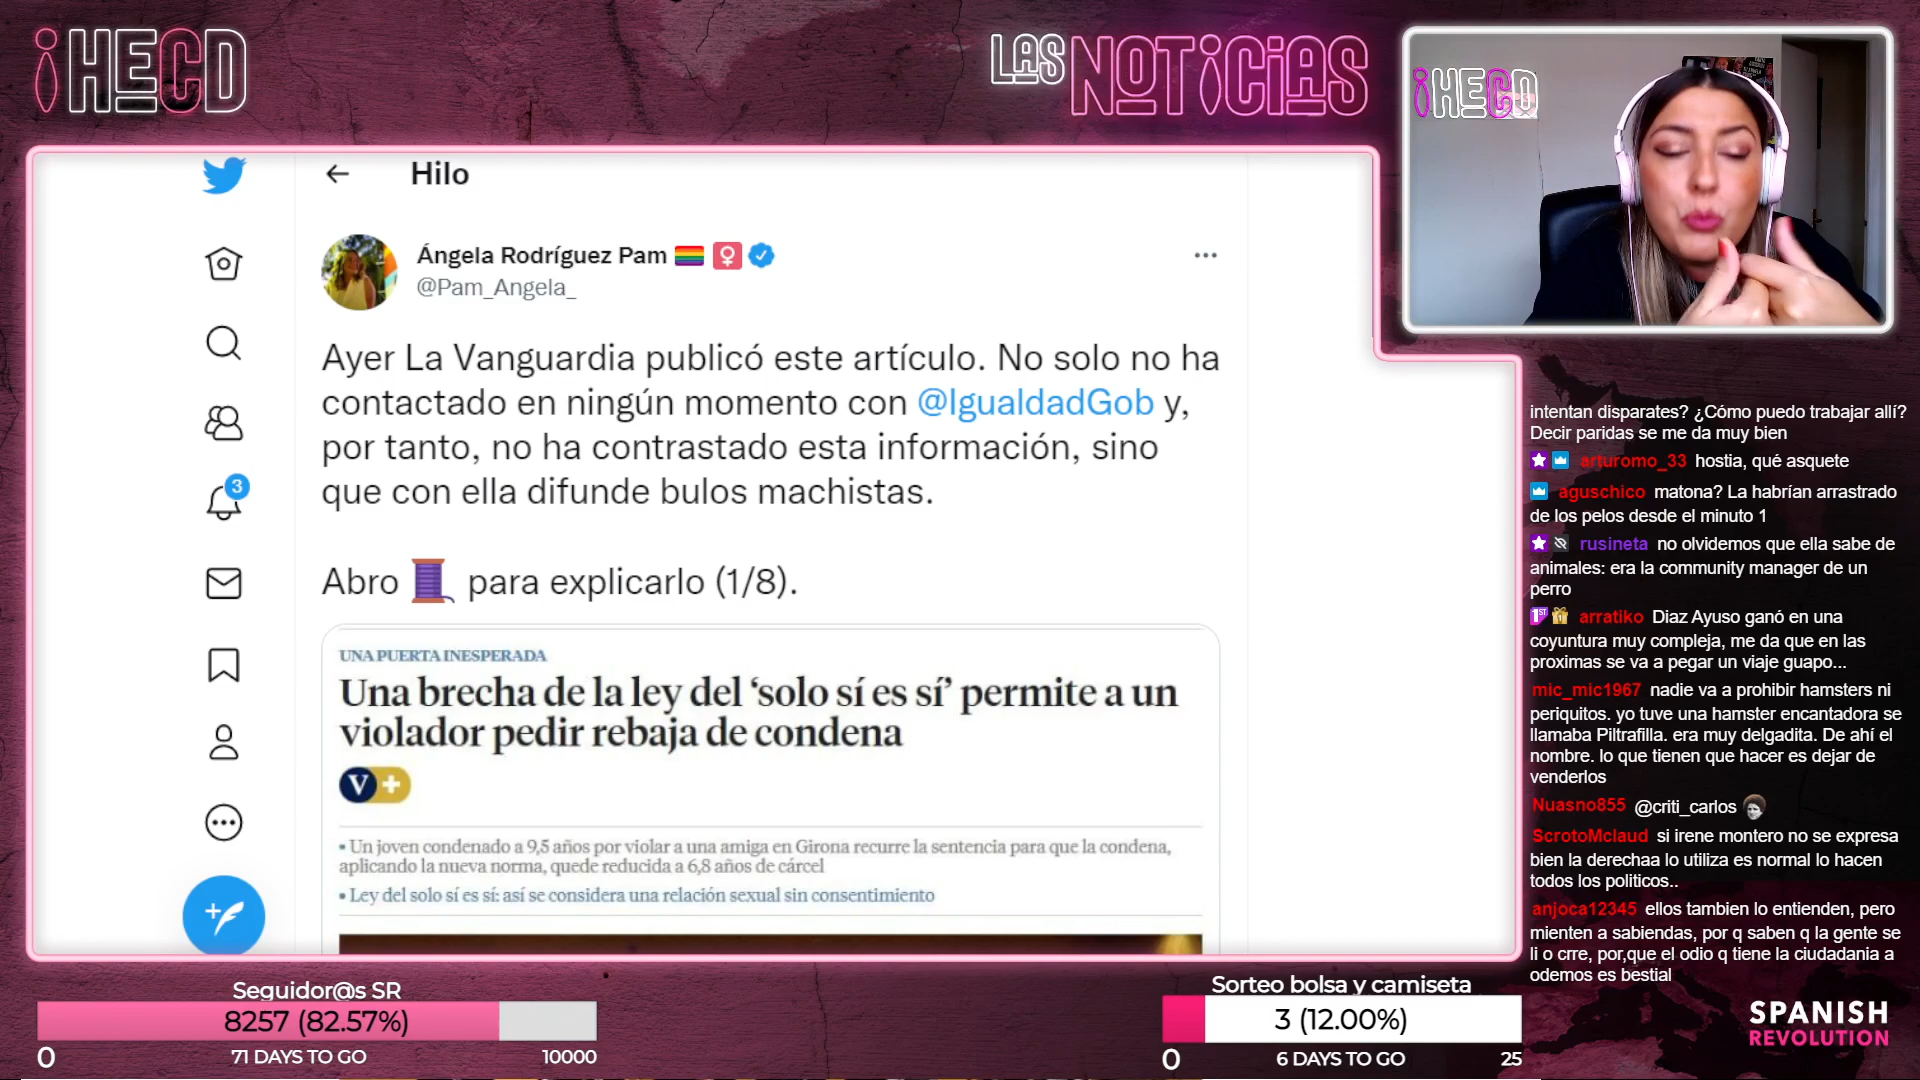 ¡HECD
LAS NOTICIAS
¡HECD
Hilo
Ángela Rodríguez Pam
@Pam_Angela_
Ayer La Vanguardia publicó este artículo. No solo no ha
contactado en ningún momento con @IgualdadGob y,
por tanto, no ha contrastado esta información, sino
que con ella difunde bulos machistas.
Abro 🧵 para explicarlo (1/8).
3
UNA PUERTA INESPERADA
Una brecha de la ley del ‘solo sí es sí’ permite a un
violador pedir rebaja de condena
V+
• Un joven condenado a 9,5 años por violar a una amiga en Girona recurre la sentencia para que la condena,
aplicando la nueva norma, quede reducida a 6,8 años de cárcel
• Ley del solo sí es sí: así se considera una relación sexual sin consentimiento
intentan disparates? ¿Cómo puedo trabajar allí?
Decir paridas se me da muy bien
arturomo_33 hostia, qué asquete
aguschico matona? La habrían arrastrado
de los pelos desde el minuto 1
rusineta no olvidemos que ella sabe de
animales: era la community manager de un
perro
1ST 1 arratiko Diaz Ayuso ganó en una
coyuntura muy compleja, me da que en las
proximas se va a pegar un viaje guapo...
mic_mic1967 nadie va a prohibir hamsters ni
periquitos. yo tuve una hamster encantadora se
llamaba Piltrafilla. era muy delgadita. De ahí el
nombre. lo que tienen que hacer es dejar de
venderlos
Nuasno855 @criti_carlos
ScrotoMclaud si irene montero no se expresa
bien la derechaa lo utiliza es normal lo hacen
todos los politicos..
anjoca12345 ellos tambien lo entienden, pero
mienten a sabiendas, por q saben q la gente se
li o crre, por,que el odio q tiene la ciudadania a
odemos es bestial
Seguidor@s SR
8257 (82.57%)
0 71 DAYS TO GO 10000
Sorteo bolsa y camiseta
3 (12.00%)
0 6 DAYS TO GO 25
SPANISH
REVOLUTION